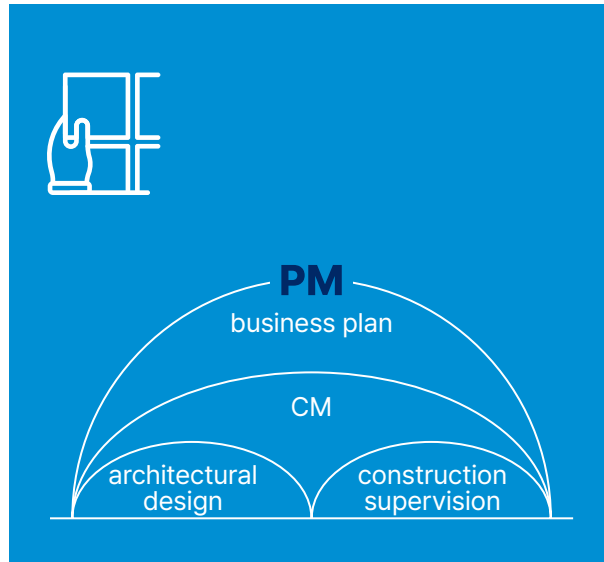 PM
business plan
CM
architectural
design
construction
supervision